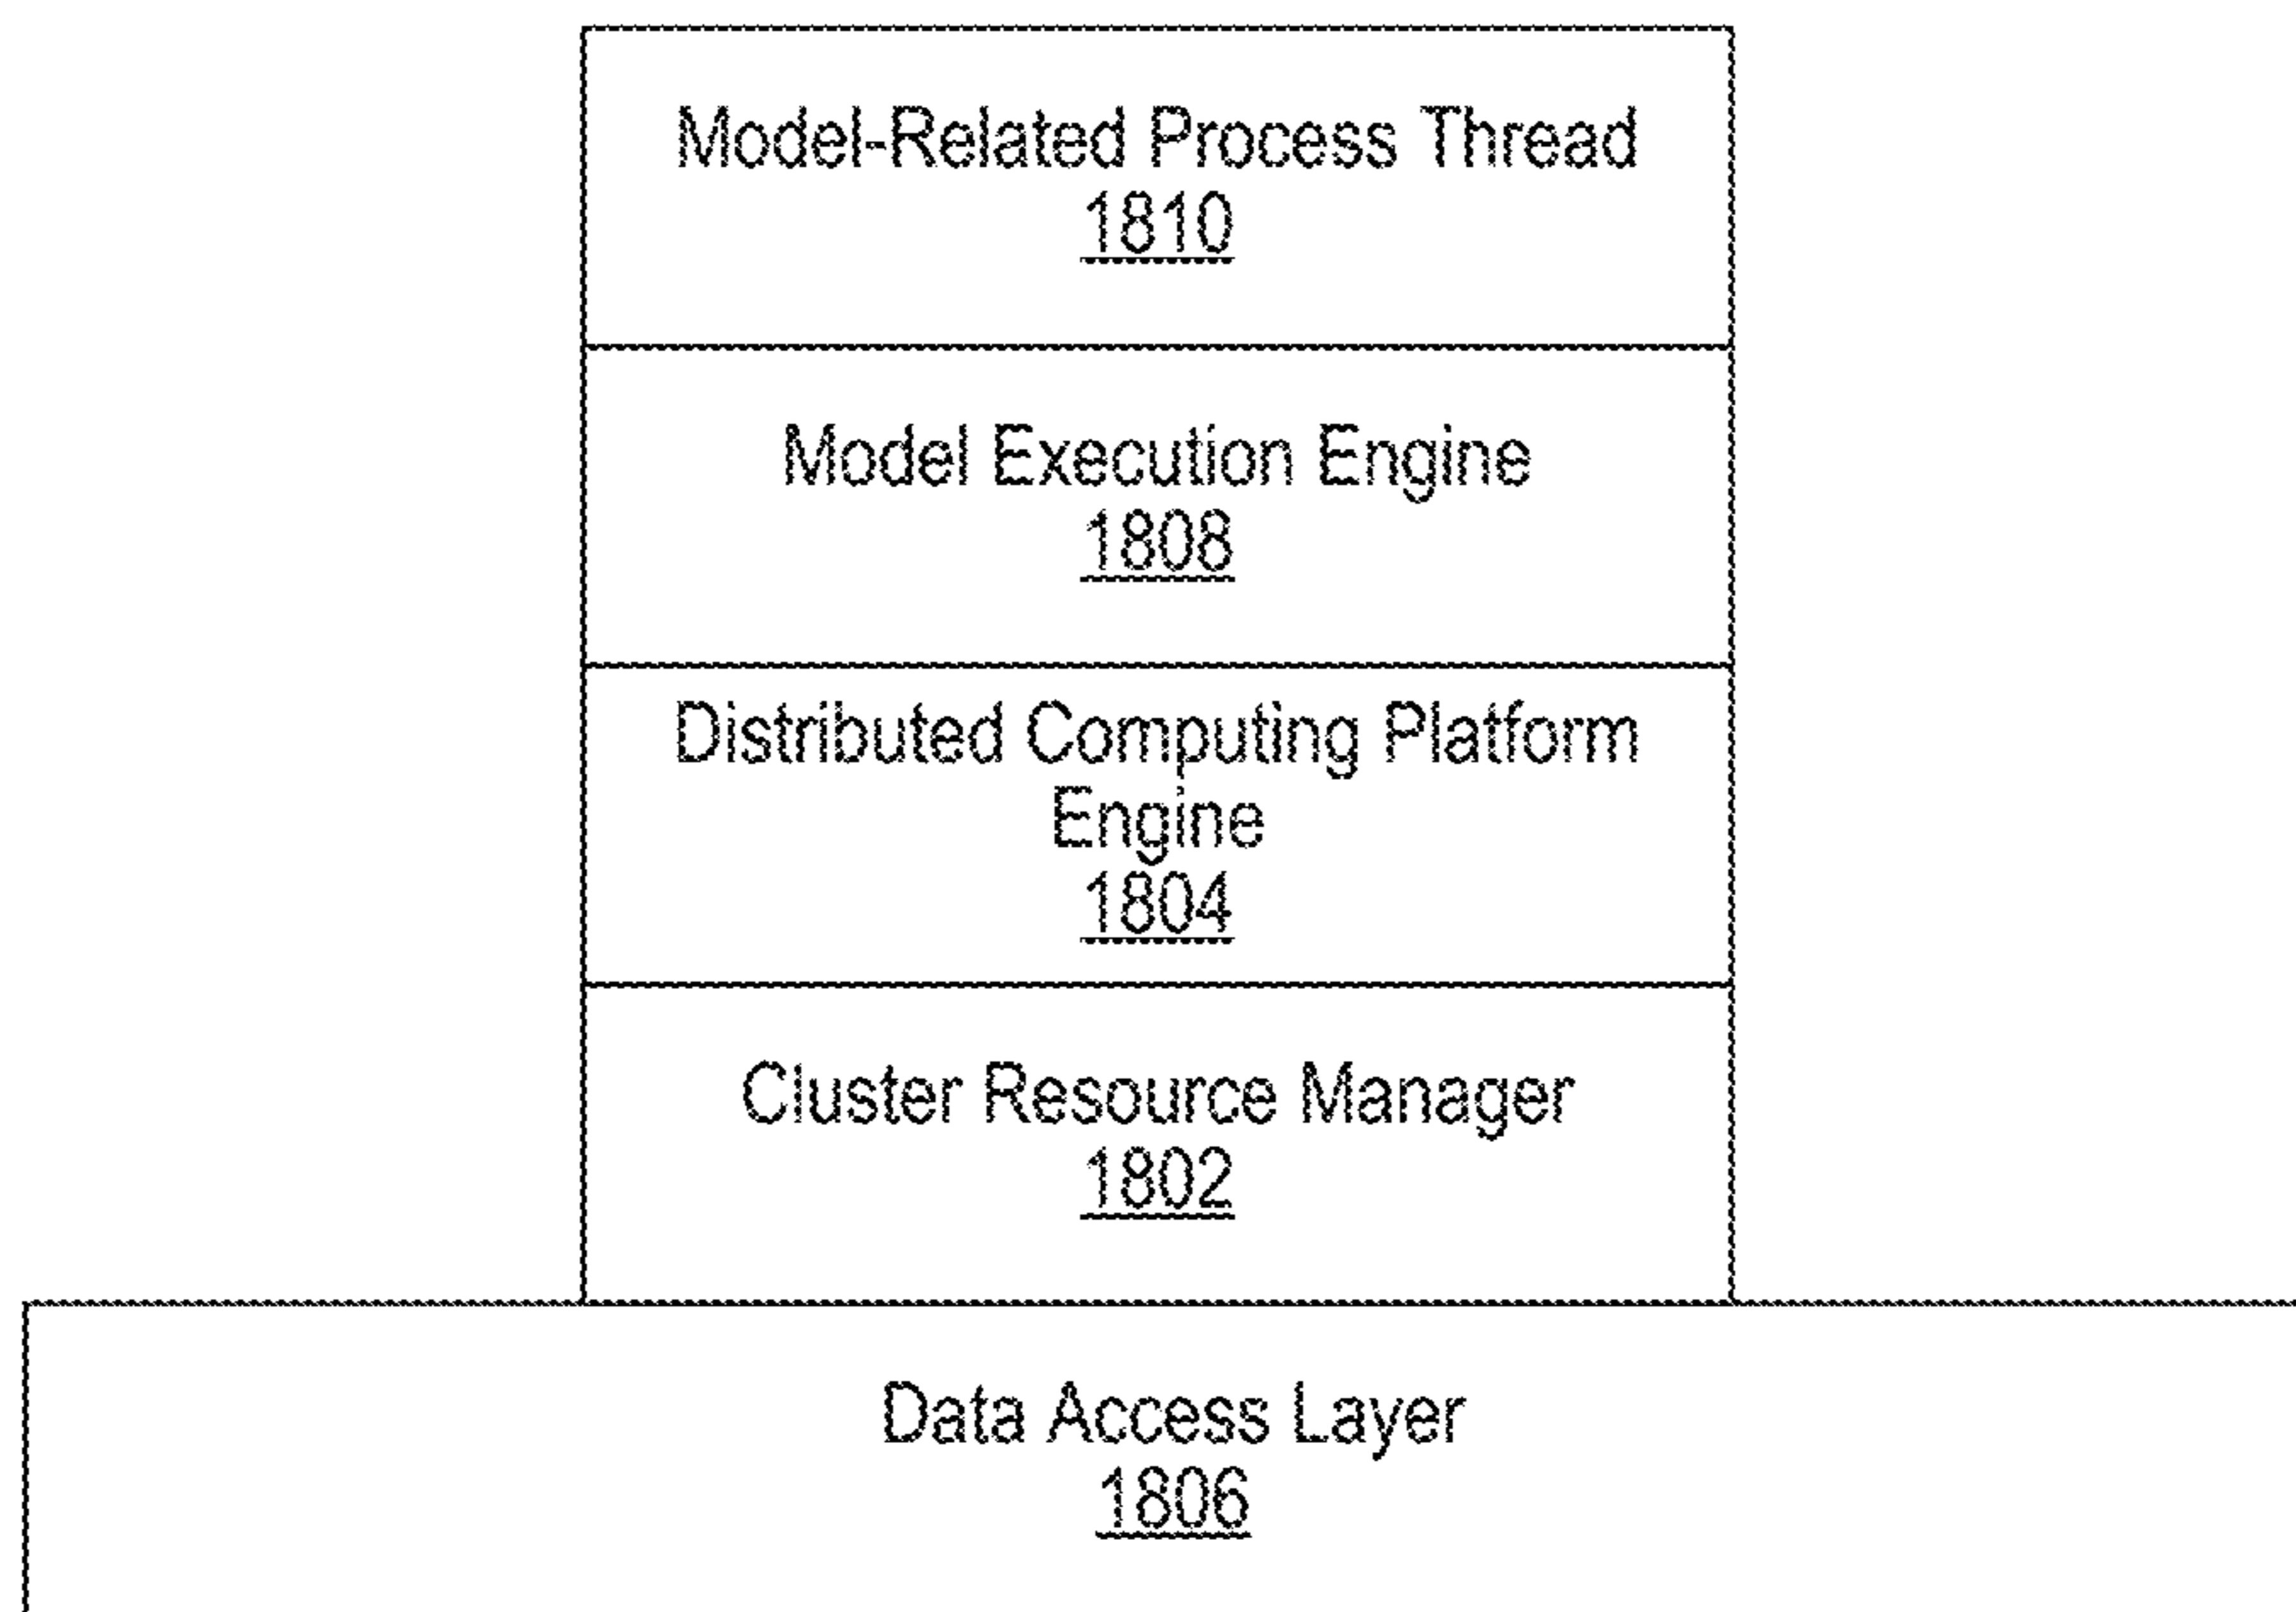 Model-Related Process Thread
1810
Model Execution Engine
1808
Distributed Computing Platform
Engine
1804
Cluster Resource Manager
1802
Data Access Layer
1806